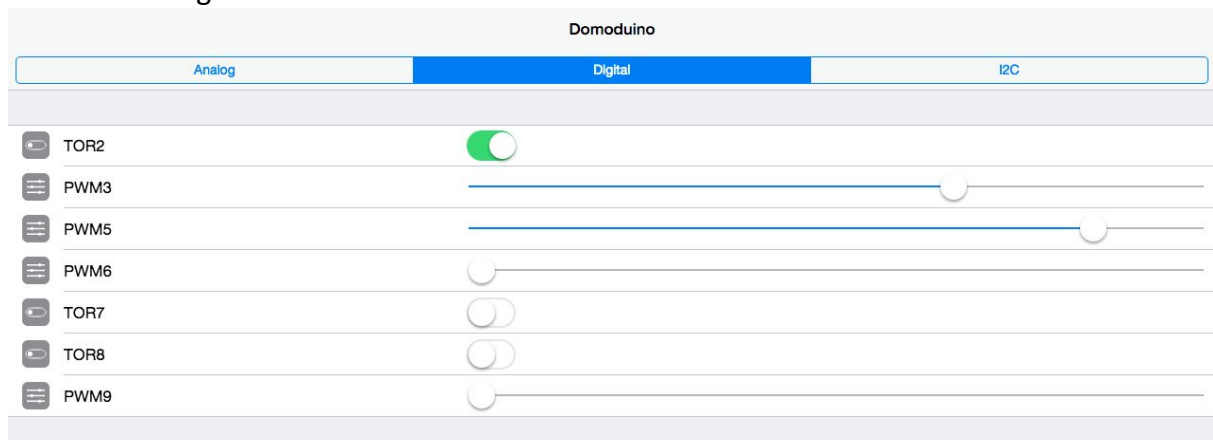 Domoduino
Analog Digital I2C
TOR2
PWM3
PWM5
PWM6
TOR7
TOR8
PWM9